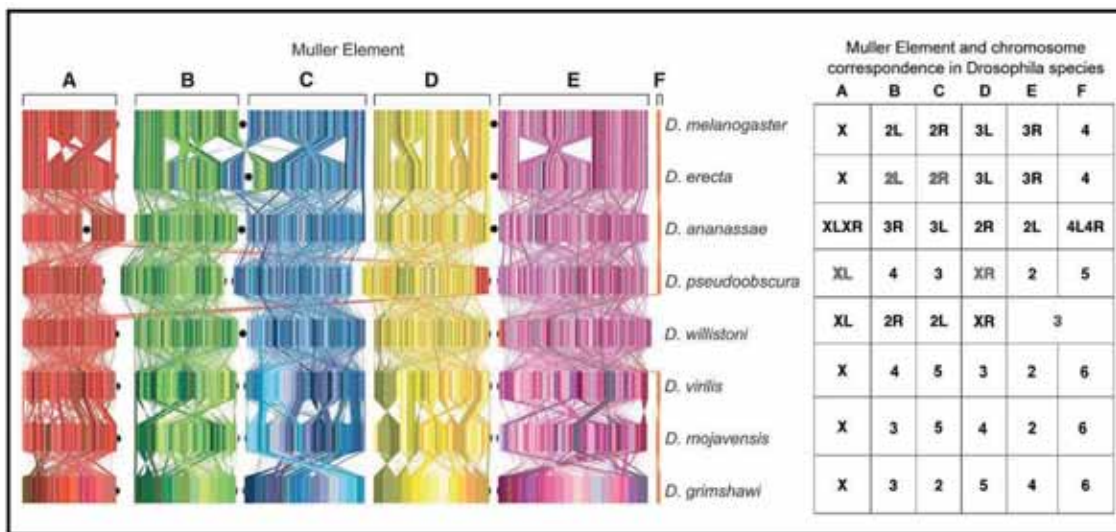 Muller Element
A B C D E F
D. melanogaster
D. erecta
D. ananassae
D. pseudoobscura
D. willistoni
D. virilis
D. mojavensis
D. grimshawi
Muller Element and chromosome
correspondence in Drosophila species
A B C D E F
X 2L 2R 3L 3R 4
X 2L 2R 3L 3R 4
XLXR 3R 3L 2R 2L 4L4R
XL 4 3 XR 2 5
XL 2R 2L XR 3
X 4 5 3 2 6
X 3 5 4 2 6
X 3 2 5 4 6